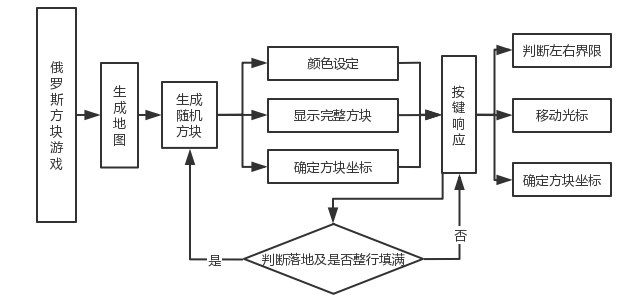 俄罗斯方块游戏
生成地图
生成
随机
方块
颜色设定
显示完整方块
确定方块坐标
按键响应
判断左右界限
移动光标
确定方块坐标
判断落地及是否整行填满
是
否